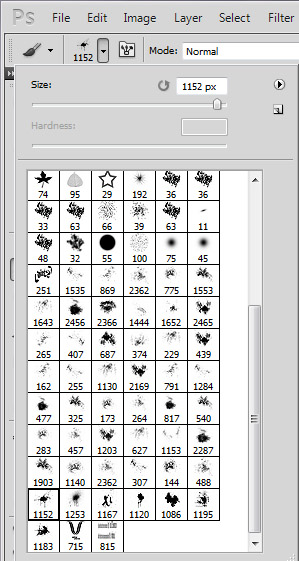 Ps File Edit Image Layer Select Filter
1152 Mode: Normal
Size: 1152 px
Hardness:
74 95 29 192 36 36
33 63 66 39 63 11
48 32 55 100 75 45
251 1535 869 2362 775 1553
1643 2456 2366 1444 1652 2465
265 407 687 374 229 439
162 255 1130 2169 791 1284
477 325 173 264 817 540
283 457 1203 627 1153 2287
1903 1140 2362 307 144 488
1152 1253 1167 1120 1086 1195
1183 715 815